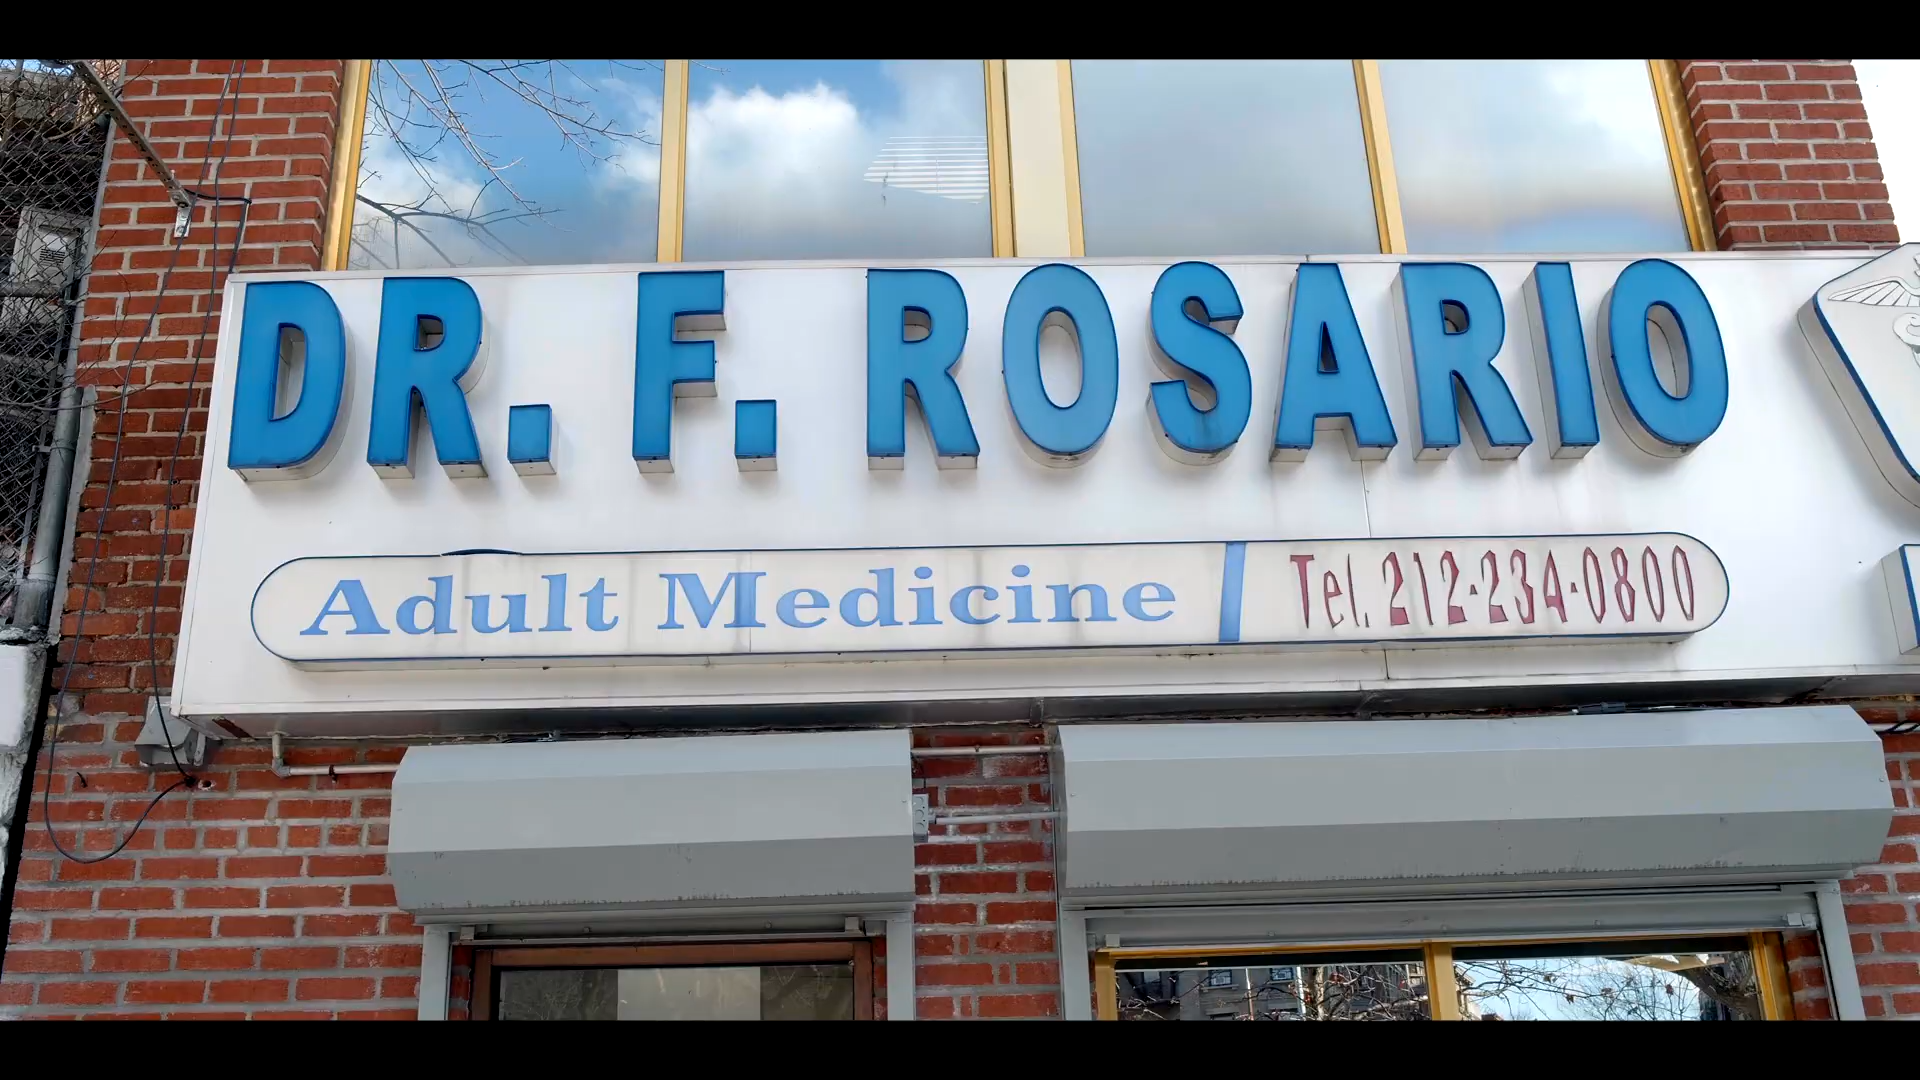 DR. F. ROSARIO
Adult Medicine / Tel. 212-234-0800